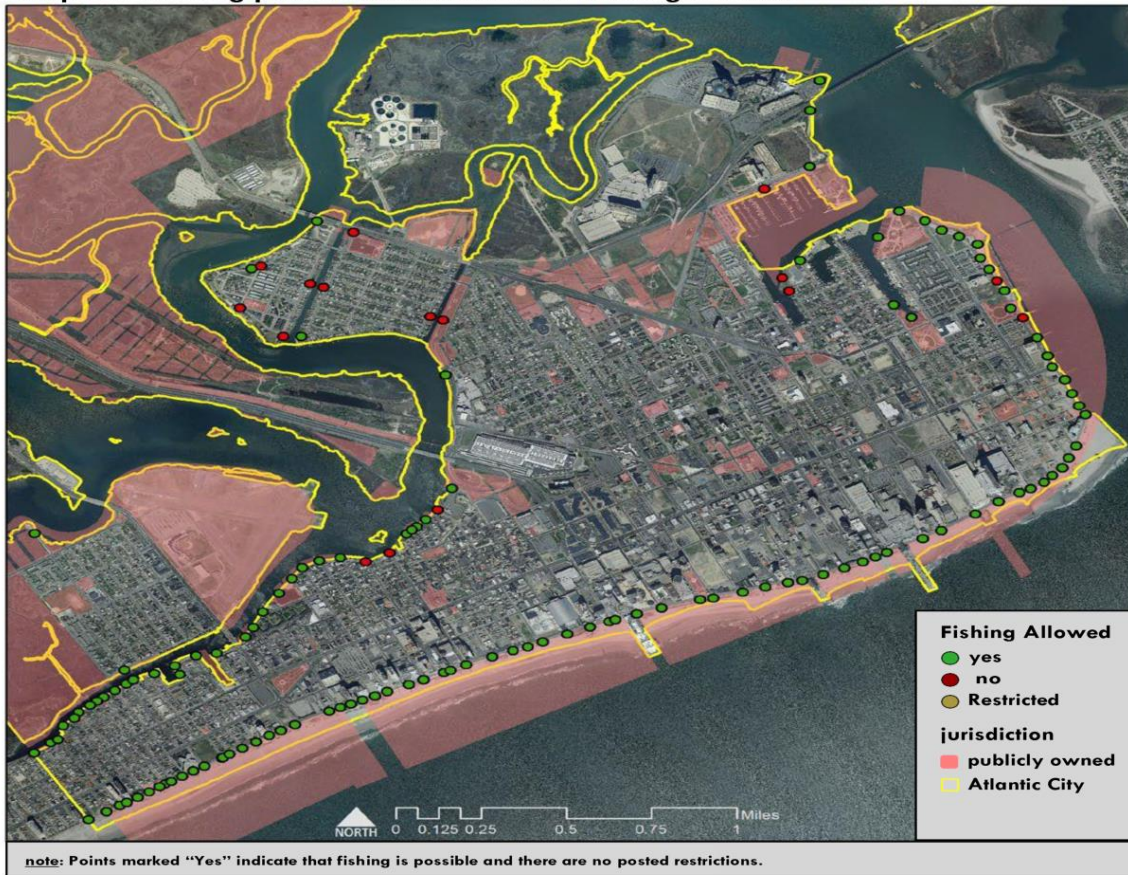 Fishing Allowed
yes
no
Restricted
jurisdiction
publicly owned
Atlantic City
NORTH
0 0.125 0.25 0.5 0.75 1 Miles
note: Points marked “Yes” indicate that fishing is possible and there are no posted restrictions.